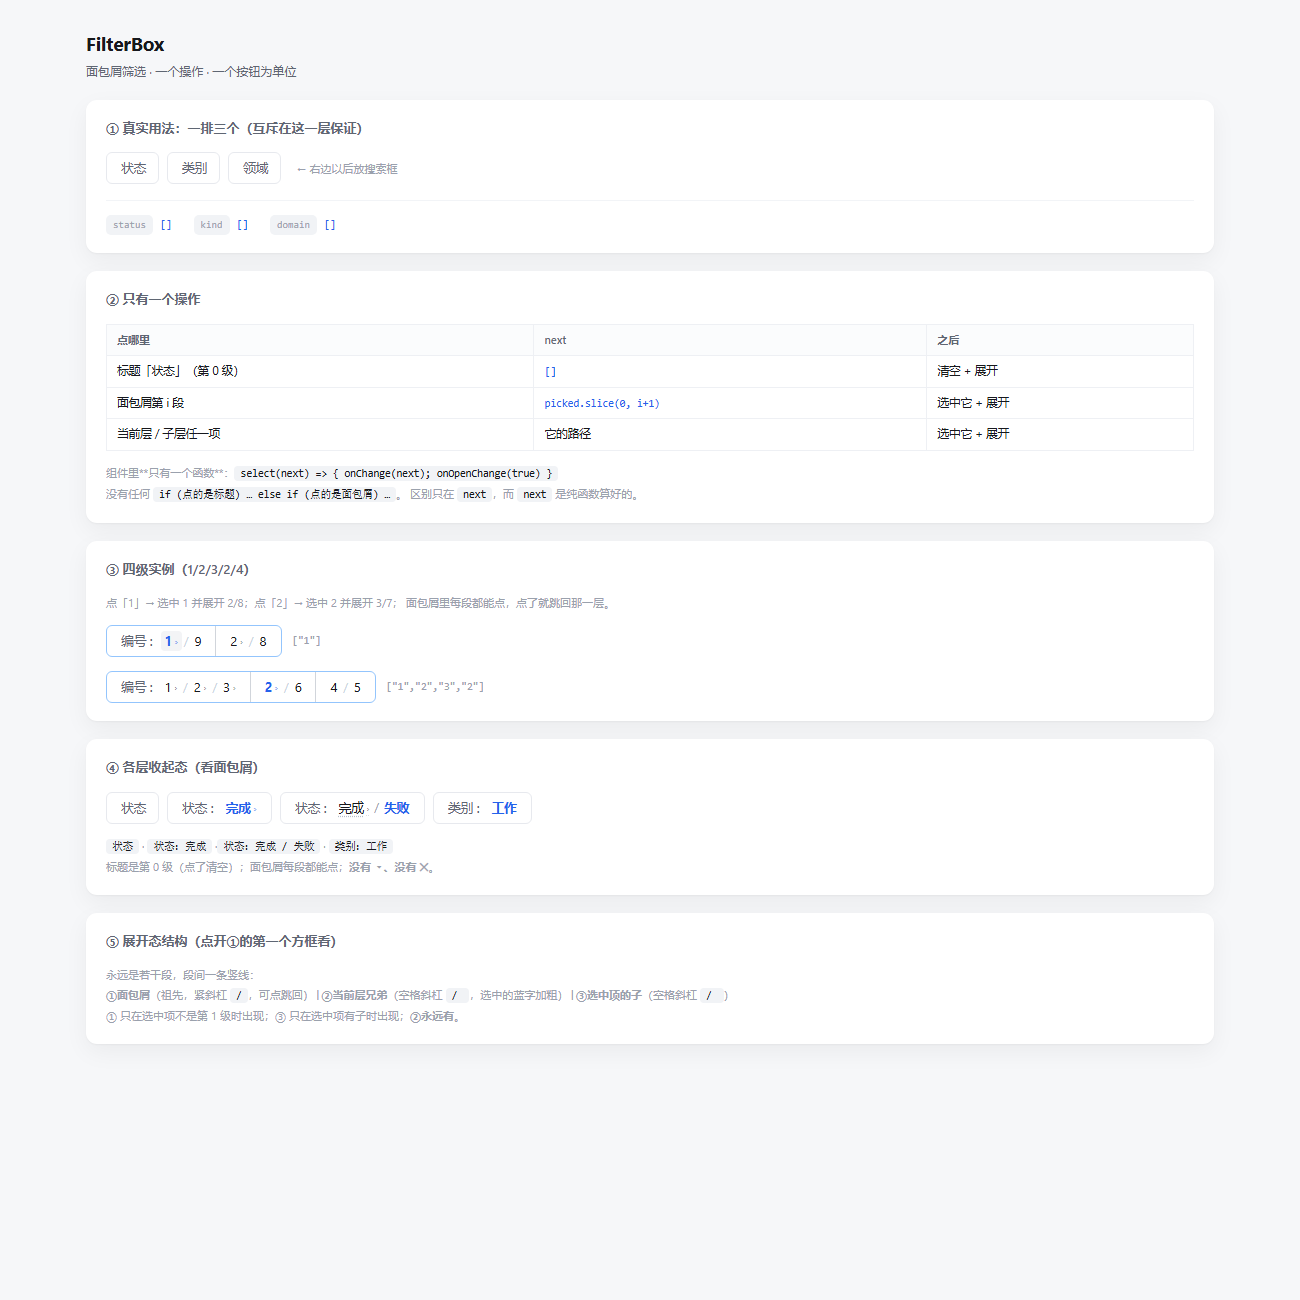 FilterBox
面包屑筛选 · 一个操作 · 一个按钮为单位
① 真实用法：一排三个（互斥在这一层保证）
状态 类别 领域 ← 右边以后放搜索框
status [] kind [] domain []
② 只有一个操作
点哪里 next 之后
标题「状态」（第 0 级） [] 清空 + 展开
面包屑第 i 段 picked.slice(0, i+1) 选中它 + 展开
当前层 / 子层任一项 它的路径 选中它 + 展开
组件里**只有一个函数**： select(next) => { onChange(next); onOpenChange(true) }
没有任何 if (点的是标题) … else if (点的是面包屑) … 。 区别只在 next ，而 next 是纯函数算好的。
③ 四级实例（1/2/3/2/4）
点「1」→ 选中 1 并展开 2/8；点「2」→ 选中 2 并展开 3/7； 面包屑里每段都能点，点了就跳回那一层。
编号： 1 › / 9 2 › / 8 ["1"]
编号： 1 › / 2 › / 3 › 2 › / 6 4 / 5 ["1","2","3","2"]
④ 各层收起态（看面包屑）
状态 状态： 完成 › 状态： 完成 › / 失败 类别： 工作
状态 · 状态：完成 · 状态：完成 / 失败 · 类别：工作
标题是第 0 级（点了清空）；面包屑每段都能点；没有 ▾、没有 ✕。
⑤ 展开态结构（点开①的第一个方框看）
永远是若干段，段间一条竖线：
①面包屑（祖先，紧斜杠 / ，可点跳回）|②当前层兄弟（空格斜杠 / ，选中的蓝字加粗）|③选中顶的子（空格斜杠 / ）
① 只在选中项不是第 1 级时出现；③ 只在选中项有子时出现；②永远有。